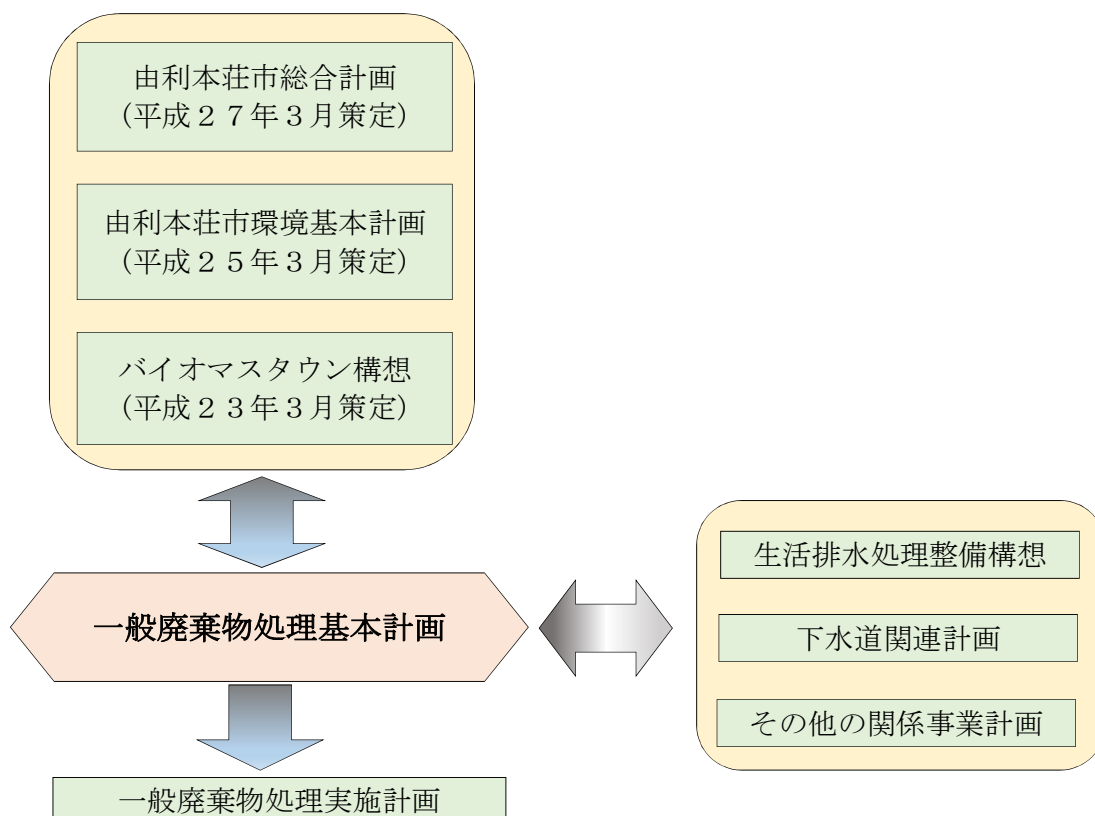 由利本荘市総合計画
（平成２７年３月策定）
由利本荘市環境基本計画
（平成２５年３月策定）
バイオマスタウン構想
（平成２３年３月策定）
一般廃棄物処理基本計画
生活排水処理整備構想
下水道関連計画
その他の関係事業計画
一般廃棄物処理実施計画